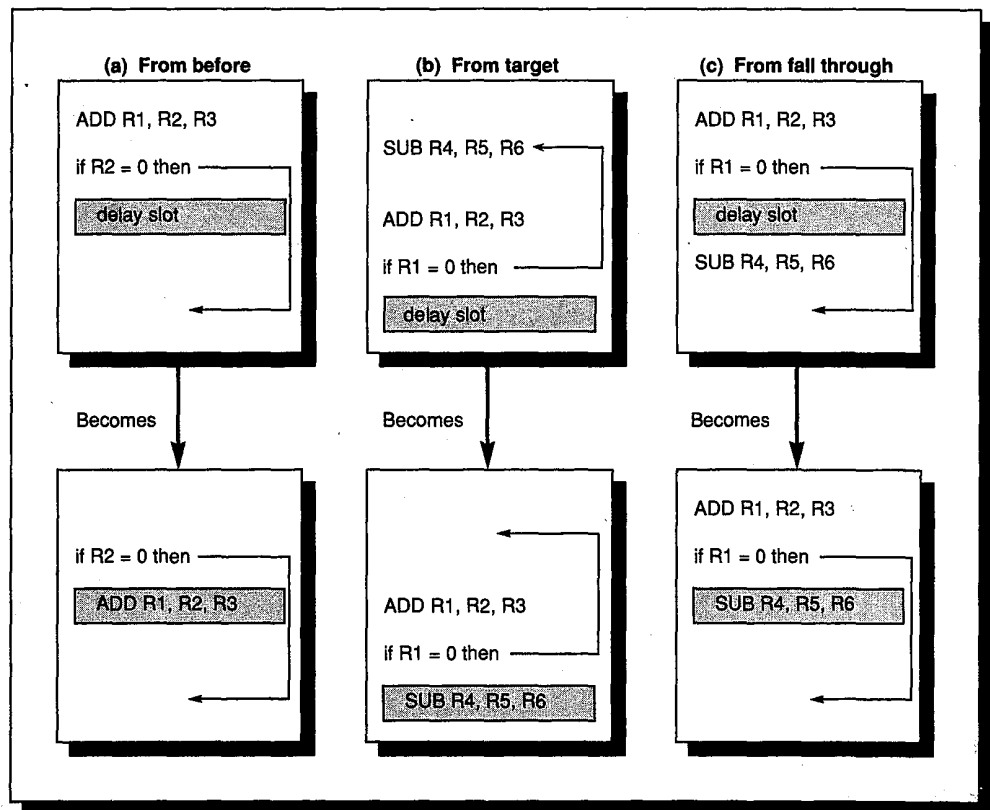 (a) From before
ADD R1, R2, R3
if R2 = 0 then
delay slot
Becomes
if R2 = 0 then
ADD R1, R2, R3
(b) From target
SUB R4, R5, R6
ADD R1, R2, R3
if R1 = 0 then
delay slot
Becomes
ADD R1, R2, R3
if R1 = 0 then
SUB R4, R5, R6
(c) From fall through
ADD R1, R2, R3
if R1 = 0 then
delay slot
SUB R4, R5, R6
Becomes
ADD R1, R2, R3
if R1 = 0 then
SUB R4, R5, R6